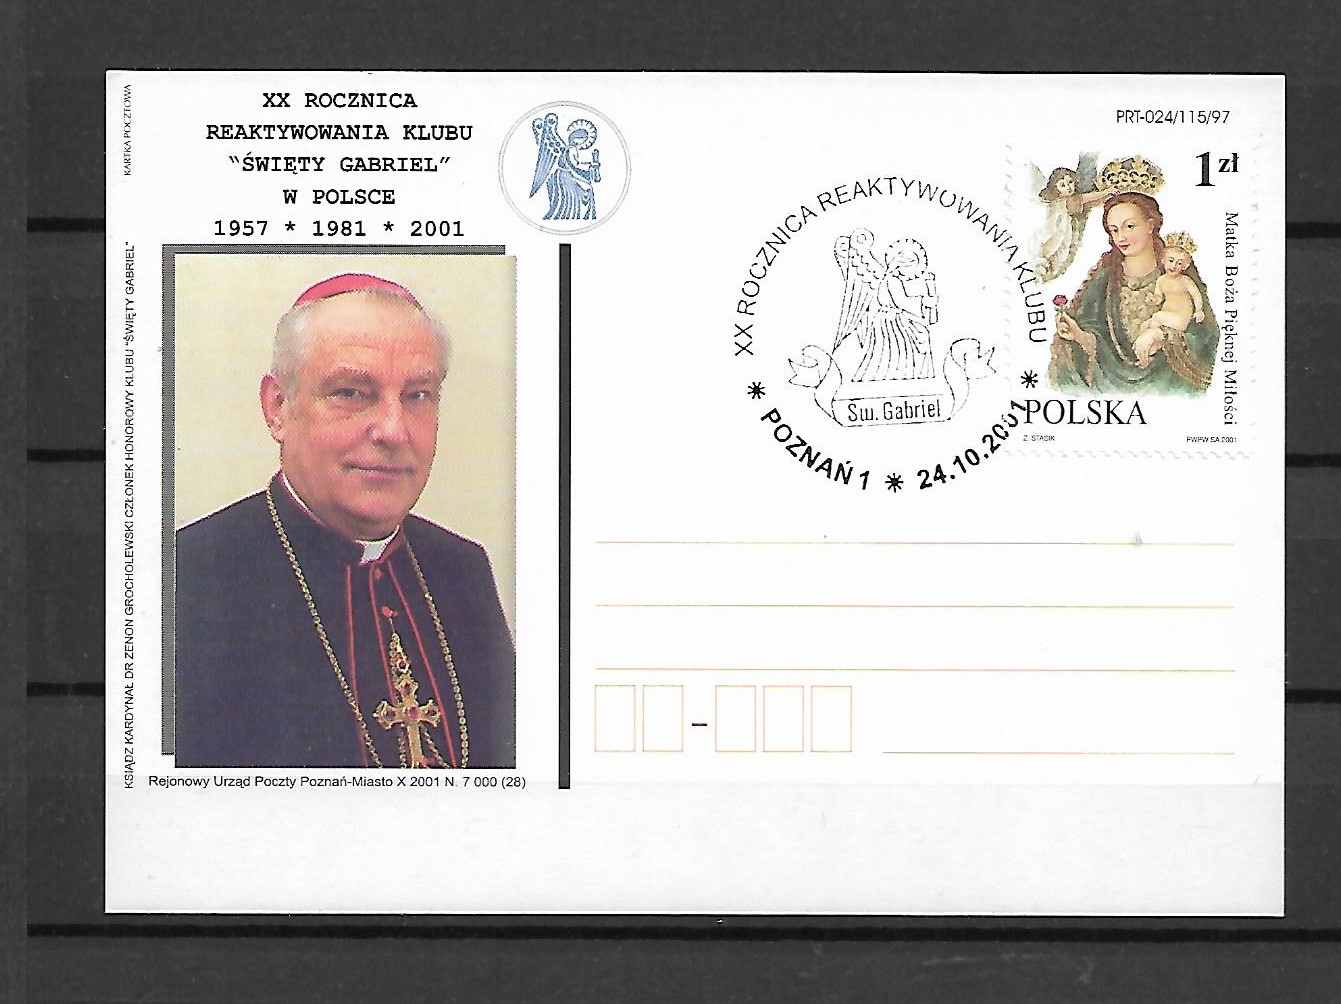 KARTKA POCZTOWA
XX ROCZNICA
REAKTYWOWANIA KLUBU
"ŚWIĘTY GABRIEL"
W POLSCE
1957 * 1981 * 2001
KSIĄDZ KARDYNAŁ DR ZENON GROCHOLEWSKI CZŁONEK HONOROWY KLUBU "ŚWIĘTY GABRIEL"
Rejonowy Urząd Poczty Poznań-Miasto X 2001 N. 7 000 (28)
PRT-024/115/97
XX ROCZNICA REAKTYWOWANIA KLUBU
Św. Gabriel
* POZNAŃ 1 * 24.10.2001 *
1 zł
Matka Boża Pięknej Miłości
POLSKA
Z. STASIK
PWPW SA 2001